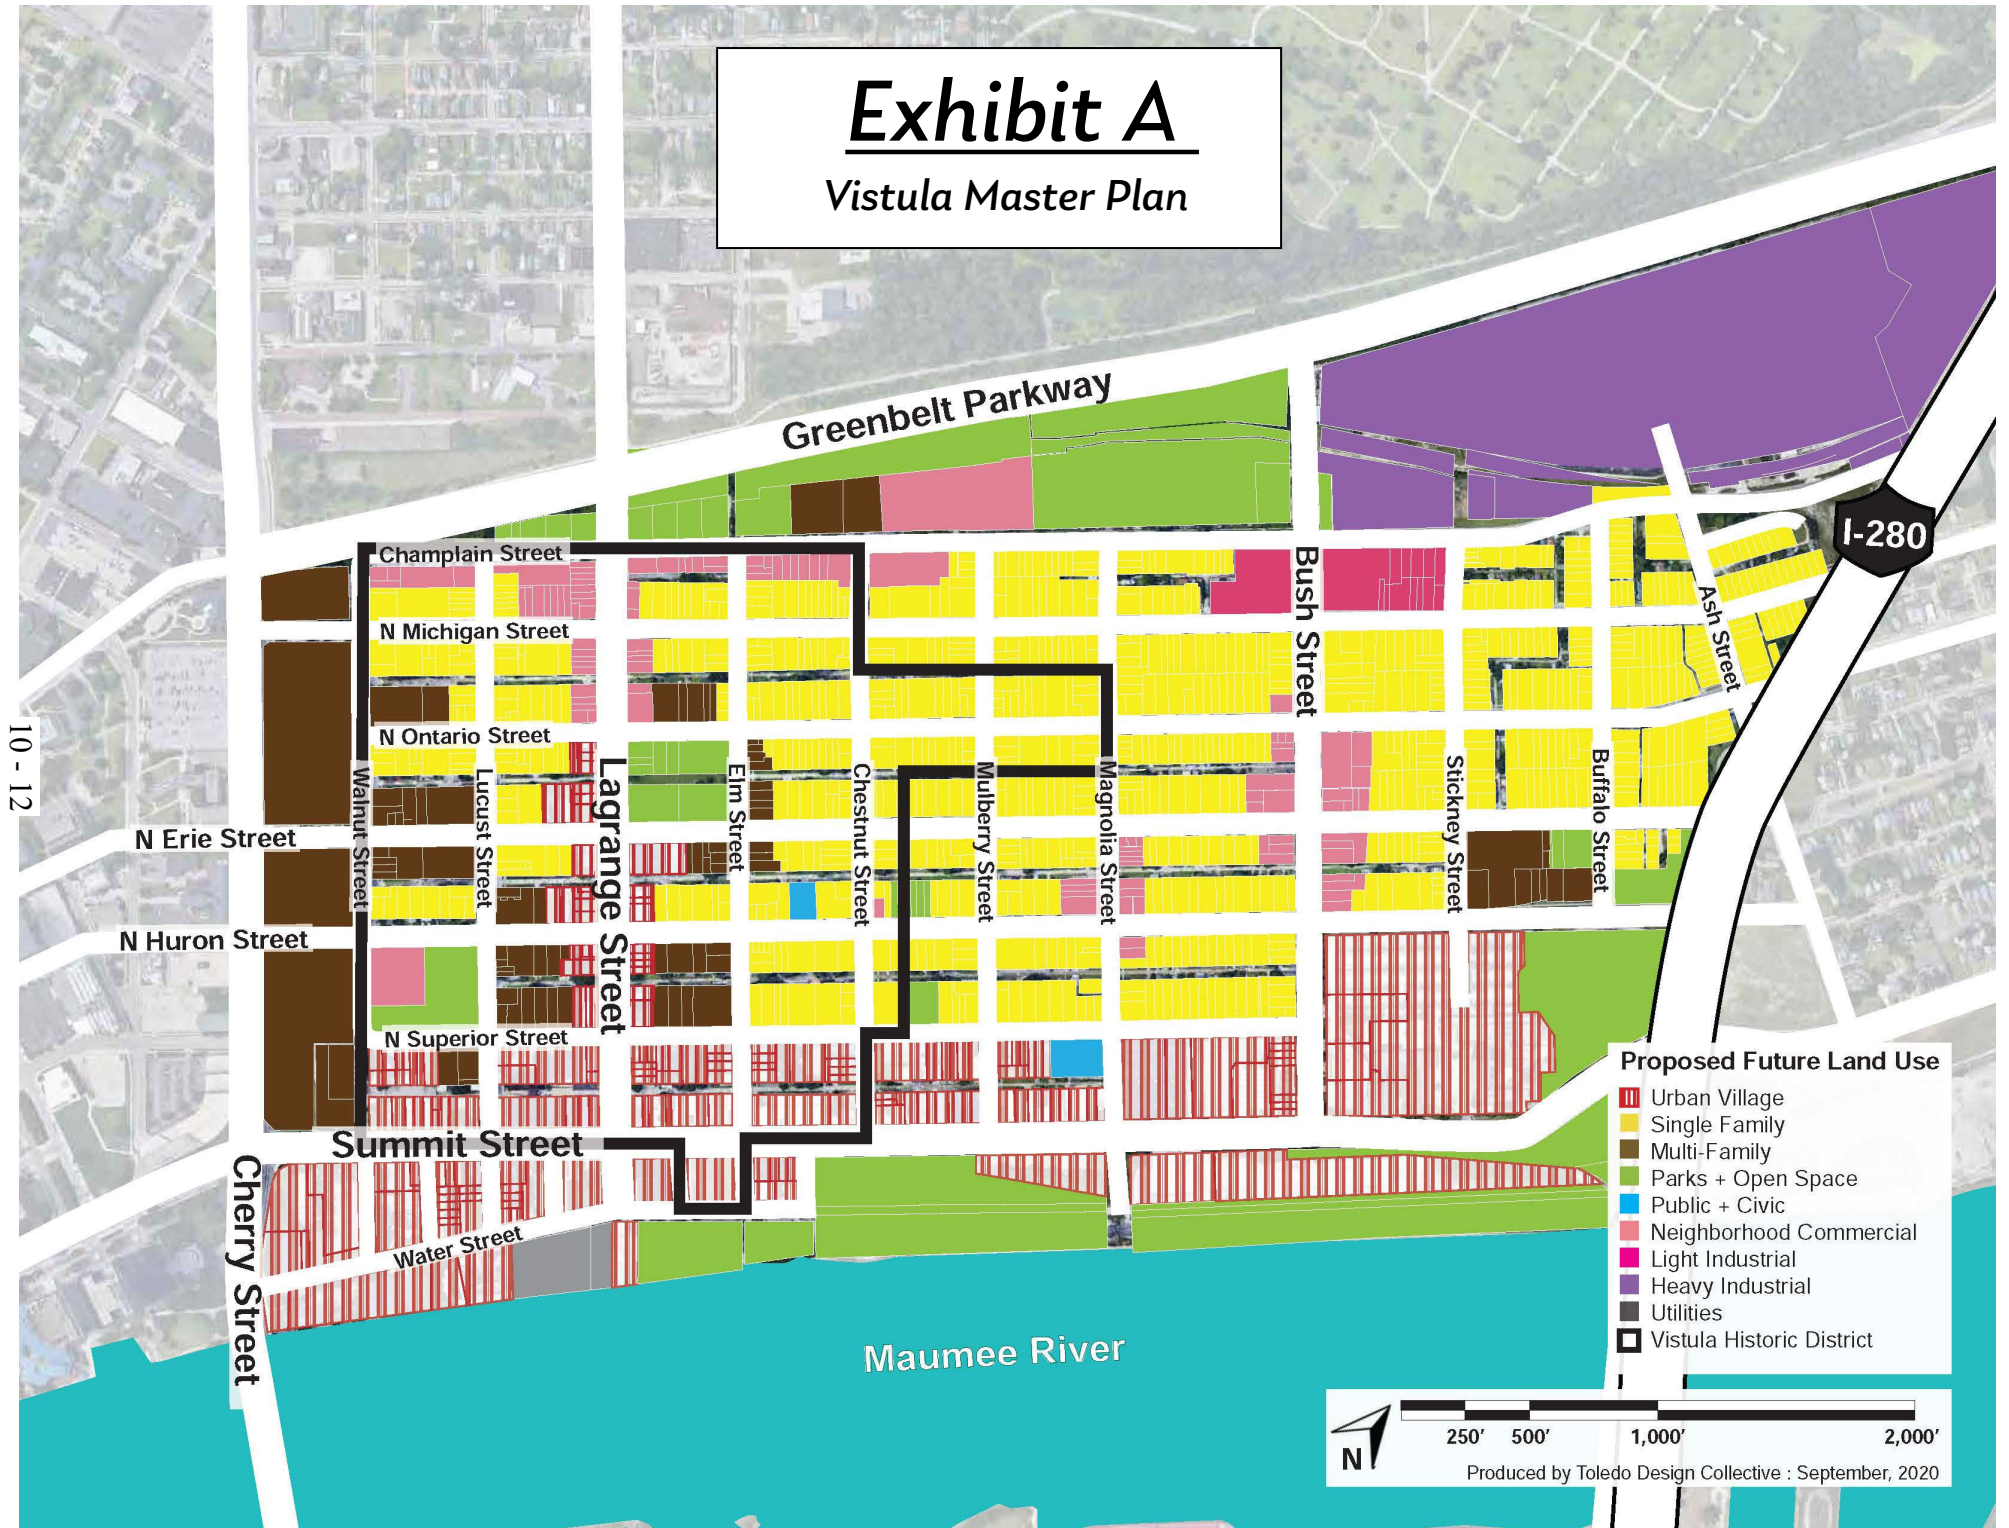 Exhibit A
Vistula Master Plan
Greenbelt Parkway
I-280
Champlain Street
Bush Street
Ash Street
N Michigan Street
N Ontario Street
10 - 12
Walnut Street
Lucust Street
Lagrange Street
Elm Street
Chestnut Street
Mulberry Street
Magnolia Street
Stickney Street
Buffalo Street
N Erie Street
N Huron Street
N Superior Street
Summit Street
Cherry Street
Water Street
Maumee River
Proposed Future Land Use
Urban Village
Single Family
Multi-Family
Parks + Open Space
Public + Civic
Neighborhood Commercial
Light Industrial
Heavy Industrial
Utilities
Vistula Historic District
N
250' 500' 1,000' 2,000'
Produced by Toledo Design Collective : September, 2020